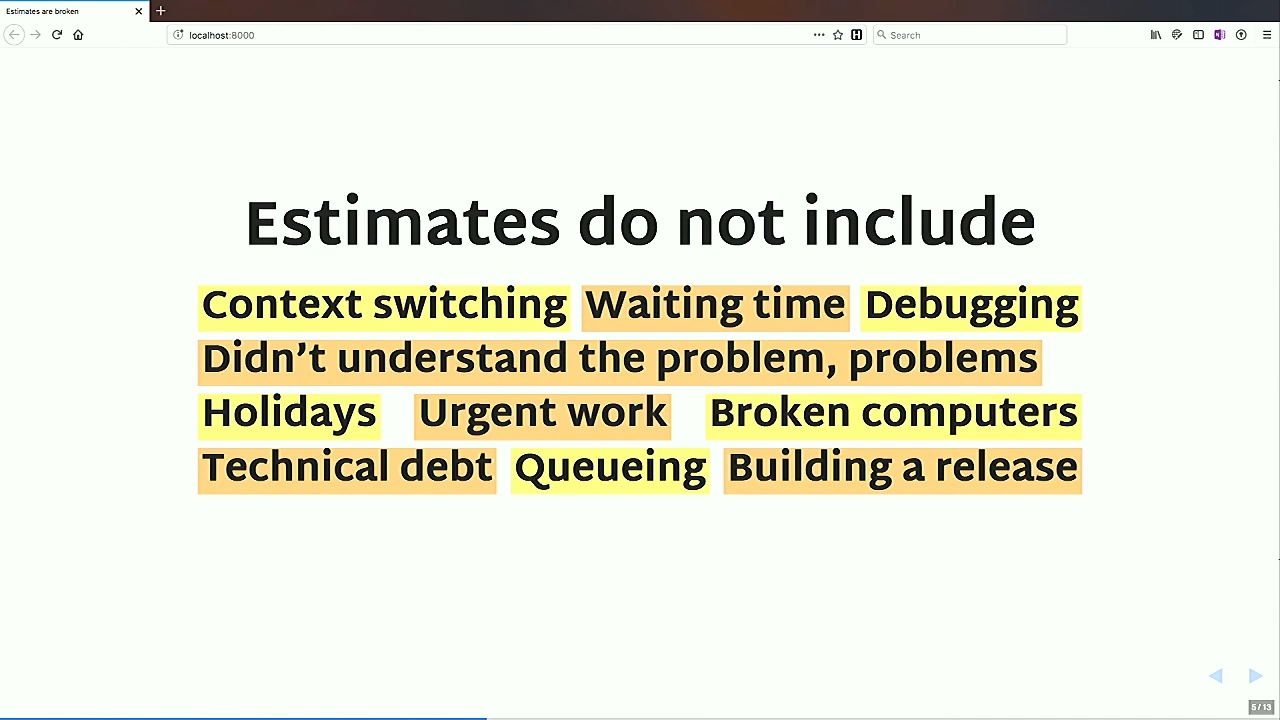 Estimates are broken
localhost:8000
Search
Estimates do not include
Context switching Waiting time Debugging
Didn’t understand the problem, problems
Holidays Urgent work Broken computers
Technical debt Queueing Building a release
5 / 13